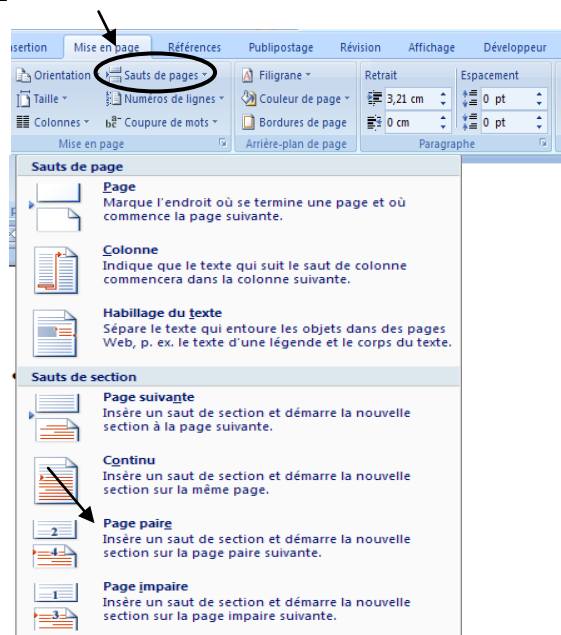 nsertion Mise en page Références Publipostage Révision Affichage Développeur
Orientation Sauts de pages Filigrane Retrait Espacement
Taille Numéros de lignes Couleur de page 3,21 cm 0 pt
Colonnes Coupure de mots Bordures de page 0 cm 0 pt
Mise en page Arrière-plan de page Paragraphe
Sauts de page
Page
Marque l'endroit où se termine une page et où
commence la page suivante.
Colonne
Indique que le texte qui suit le saut de colonne
commencera dans la colonne suivante.
Habillage du texte
Sépare le texte qui entoure les objets dans des pages
Web, p. ex. le texte d'une légende et le corps du texte.
Sauts de section
Page suivante
Insère un saut de section et démarre la nouvelle
section à la page suivante.
Continu
Insère un saut de section et démarre la nouvelle
section sur la même page.
2
4
Page paire
Insère un saut de section et démarre la nouvelle
section sur la page paire suivante.
1
3
Page impaire
Insère un saut de section et démarre la nouvelle
section sur la page impaire suivante.